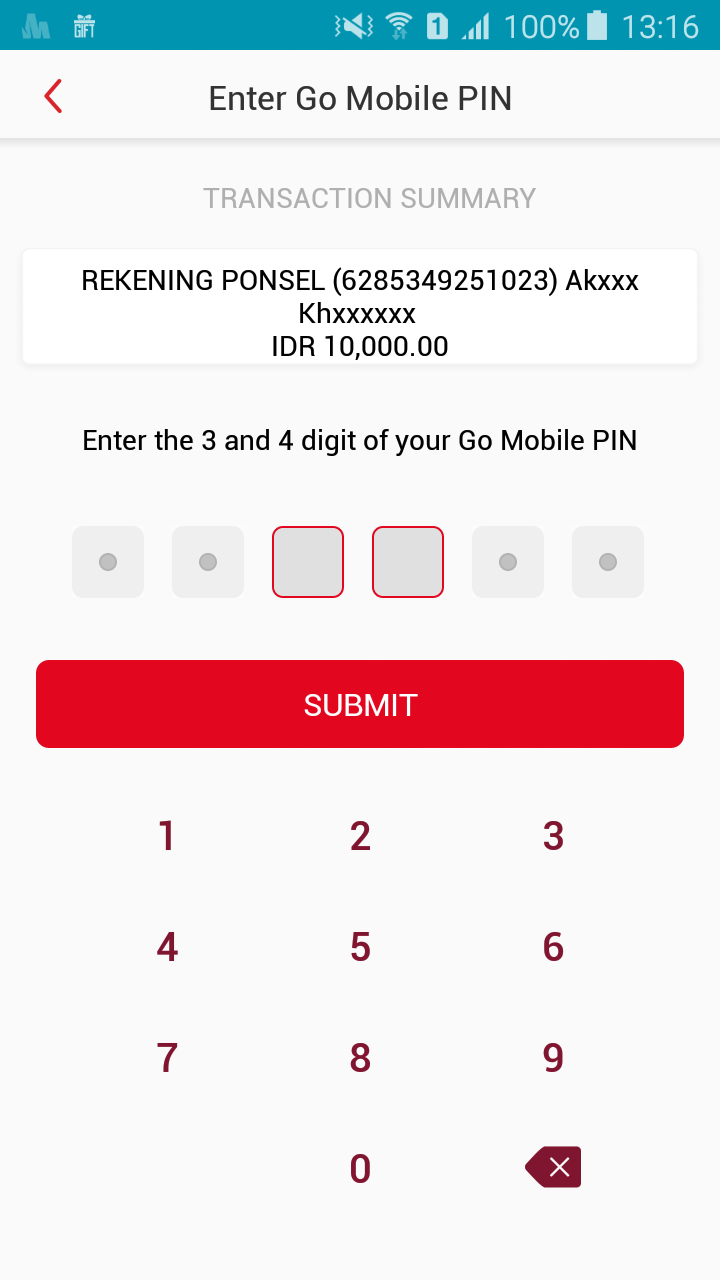 GIFT
1 100% 13:16
Enter Go Mobile PIN
TRANSACTION SUMMARY
REKENING PONSEL (6285349251023) Akxxx
Khxxxxxx
IDR 10,000.00
Enter the 3 and 4 digit of your Go Mobile PIN
SUBMIT
1 2 3
4 5 6
7 8 9
0